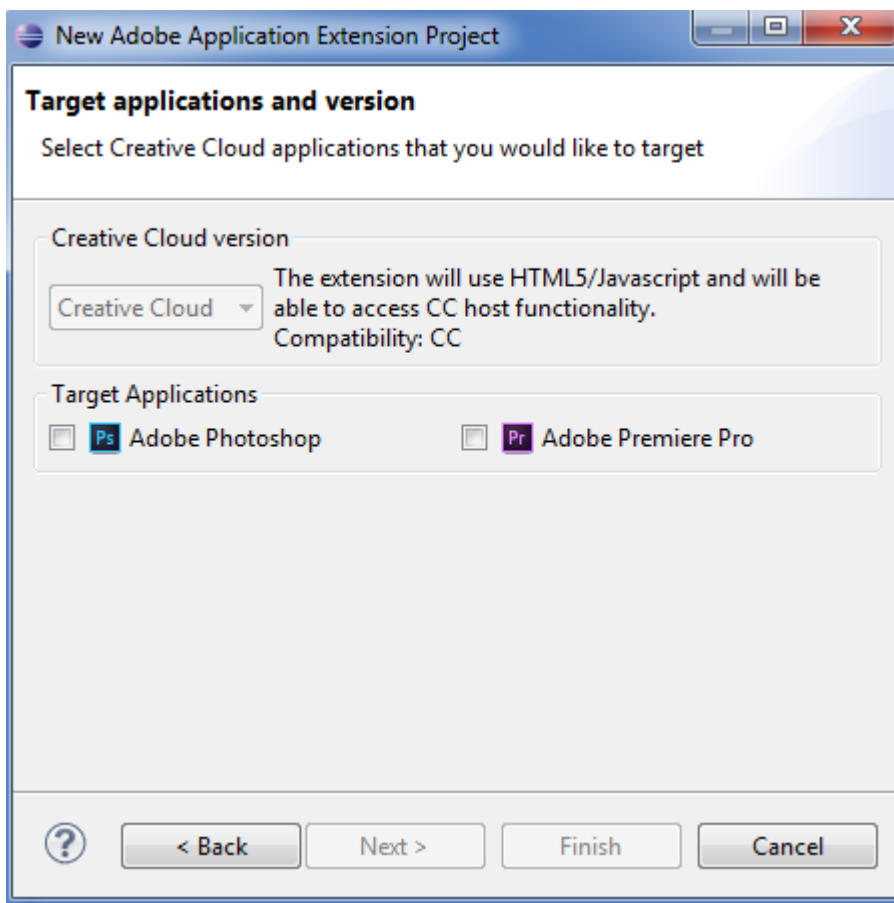 New Adobe Application Extension Project
Target applications and version
Select Creative Cloud applications that you would like to target
Creative Cloud version
Creative Cloud
The extension will use HTML5/Javascript and will be
able to access CC host functionality.
Compatibility: CC
Target Applications
Ps Adobe Photoshop
Pr Adobe Premiere Pro
?
< Back
Next >
Finish
Cancel